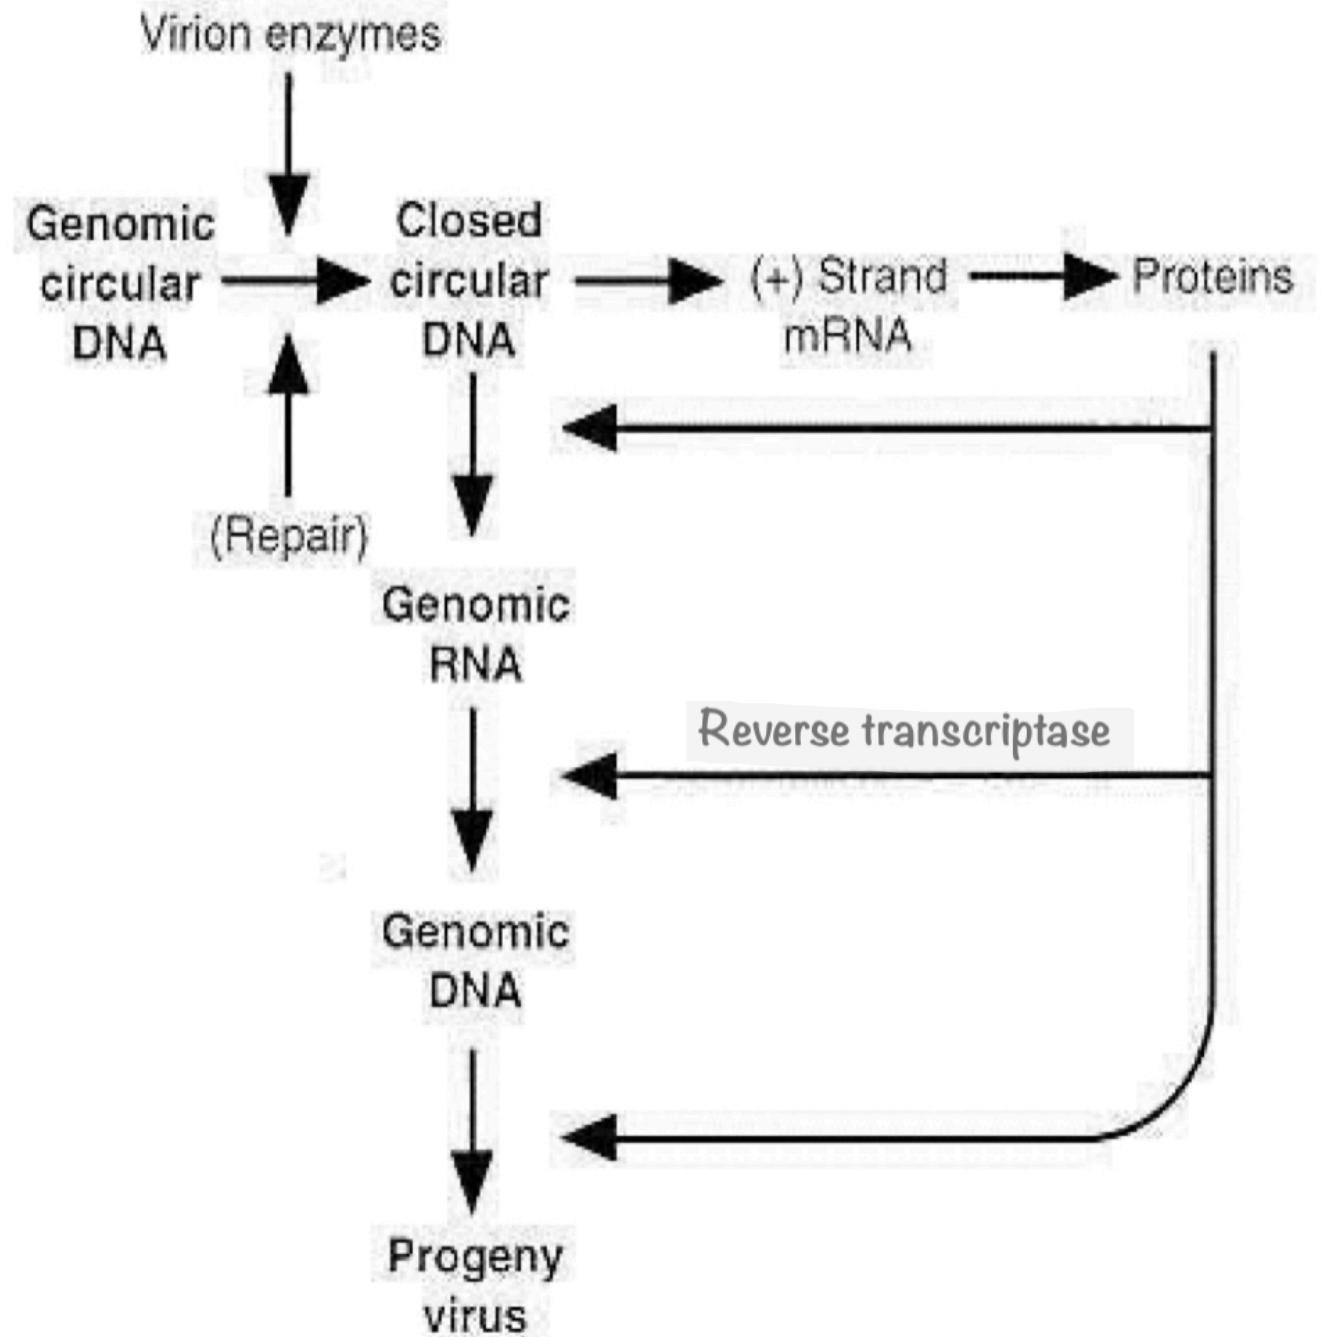 Virion enzymes
Genomic
circular
DNA
Closed
circular
DNA
(+) Strand
mRNA
Proteins
(Repair)
Genomic
RNA
Reverse transcriptase
Genomic
DNA
Progeny
virus